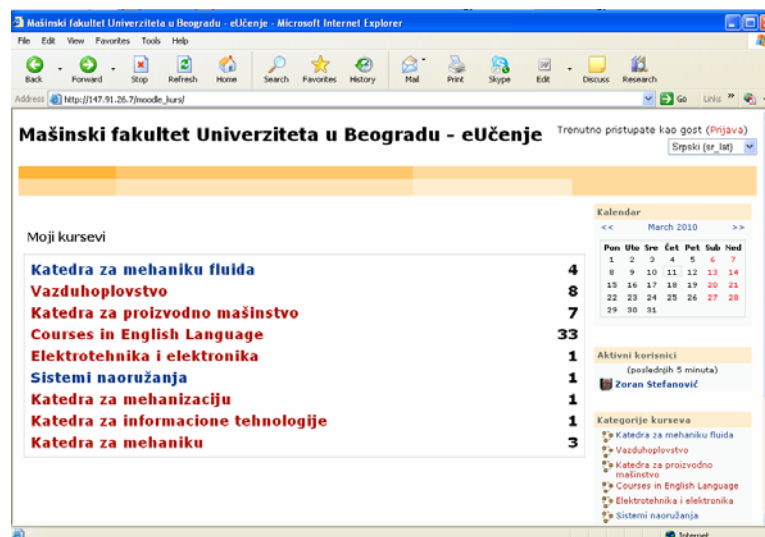 Mašinski fakultet Univerziteta u Beogradu - eUčenje - Microsoft Internet Explorer
File Edit View Favorites Tools Help
Back Forward Stop Refresh Home Search Favorites History Mail Print Skype Edit Discuss Research
Address http://147.91.26.7/moodle_kurs/ Go Links »
Mašinski fakultet Univerziteta u Beogradu - eUčenje
Trenutno pristupate kao gost (Prijava)
Srpski (sr_lat)
Moji kursevi
Katedra za mehaniku fluida 4
Vazduhoplovstvo 8
Katedra za proizvodno mašinstvo 7
Courses in English Language 33
Elektrotehnika i elektronika 1
Sistemi naoružanja 1
Katedra za mehanizaciju 1
Katedra za informacione tehnologije 1
Katedra za mehaniku 3
Kalendar
<< March 2010 >>
Pon Uto Sre Čet Pet Sub Ned
1 2 3 4 5 6 7
8 9 10 11 12 13 14
15 16 17 18 19 20 21
22 23 24 25 26 27 28
29 30 31
Aktivni korisnici
(poslednjih 5 minuta)
Zoran Stefanović
Kategorije kurseva
Katedra za mehaniku fluida
Vazduhoplovstvo
Katedra za proizvodno
mašinstvo
Courses in English Language
Elektrotehnika i elektronika
Sistemi naoružanja
Internet